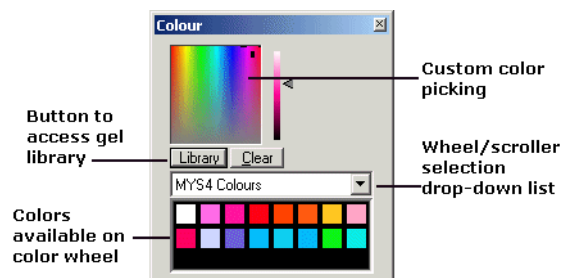 Colour
Custom color
picking
Button to
access gel
library
Library Clear
Wheel/scroller
selection
drop-down list
MYS4 Colours
Colors
available on
color wheel